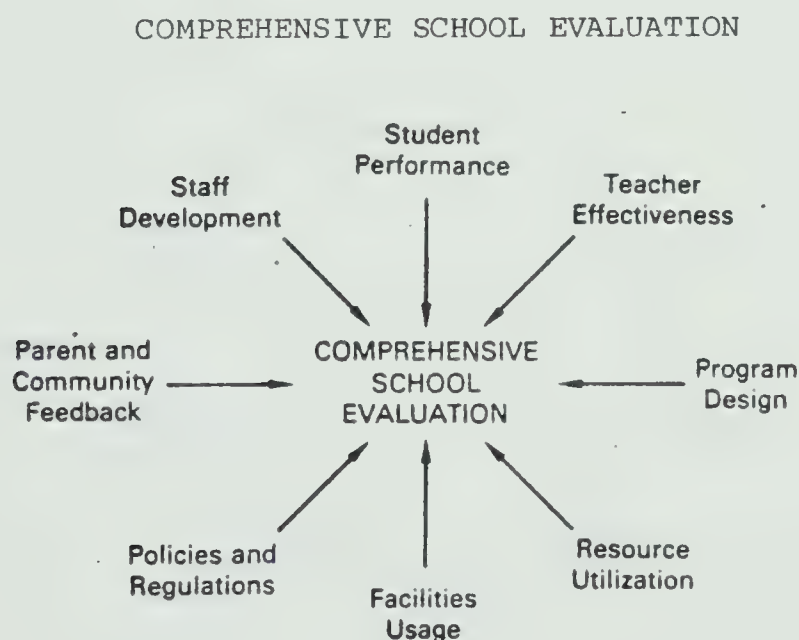 COMPREHENSIVE SCHOOL EVALUATION
Student
Performance
Staff
Development
Teacher
Effectiveness
Parent and
Community
Feedback
COMPREHENSIVE
SCHOOL
EVALUATION
Program
Design
Policies and
Regulations
Facilities
Usage
Resource
Utilization